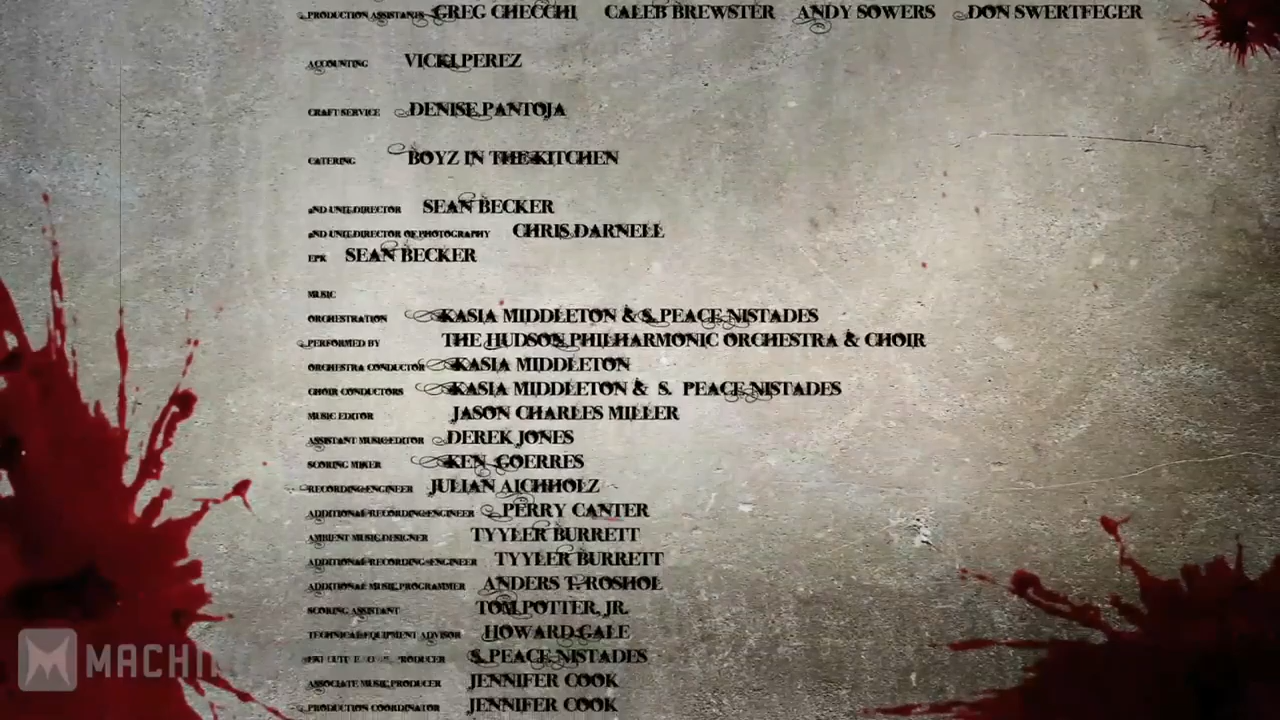 PRODUCTION ASSISTANTS GREG CHECCHI CALEB BREWSTER ANDY SOWERS DON SWERTFEGER
ACCOUNTING VICKI PEREZ
CRAFT SERVICE DENISE PANTOJA
CATERING BOYZ IN THE KITCHEN
2ND UNIT DIRECTOR SEAN BECKER
2ND UNIT DIRECTOR OF PHOTOGRAPHY CHRIS DARNELL
EPK SEAN BECKER
MUSIC
ORCHESTRATION KASIA MIDDLETON & S. PEACE NISTADES
PERFORMED BY THE HUDSON PHILHARMONIC ORCHESTRA & CHOIR
ORCHESTRA CONDUCTOR KASIA MIDDLETON
CHOIR CONDUCTORS KASIA MIDDLETON & S. PEACE NISTADES
MUSIC EDITOR JASON CHARLES MILLER
ASSISTANT MUSIC EDITOR DEREK JONES
SCORING MIXER KEN GOERRES
RECORDING ENGINEER JULIAN AICHHOLZ
ADDITIONAL RECORDING ENGINEER PERRY CANTER
AMBIENT MUSIC DESIGNER TYYLER BURRETT
ADDITIONAL RECORDING ENGINEER TYYLER BURRETT
ADDITIONAL MUSIC PROGRAMMER ANDERS T. ROSHOL
SCORING ASSISTANT TOM POTTER, JR.
TECHNICAL EQUIPMENT ADVISOR HOWARD GALE
S. PEACE NISTADES
ASSOCIATE MUSIC PRODUCER JENNIFER COOK
PRODUCTION COORDINATOR JENNIFER COOK
MACHI